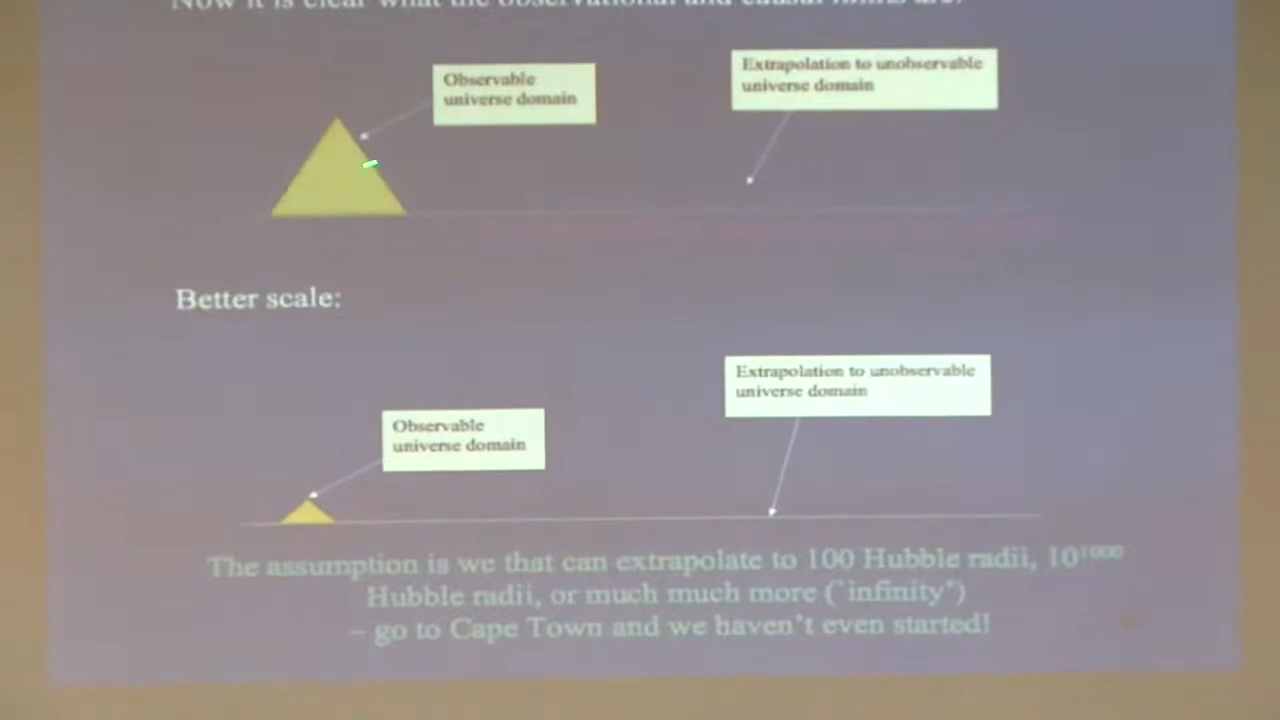 Now it is clear what the observational and causal limits are:
Observable
universe domain
Extrapolation to unobservable
universe domain
Better scale:
Extrapolation to unobservable
universe domain
Observable
universe domain
The assumption is we that can extrapolate to 100 Hubble radii, 10¹⁰⁰⁰
Hubble radii, or much much more (`infinity")
– go to Cape Town and we haven't even started!